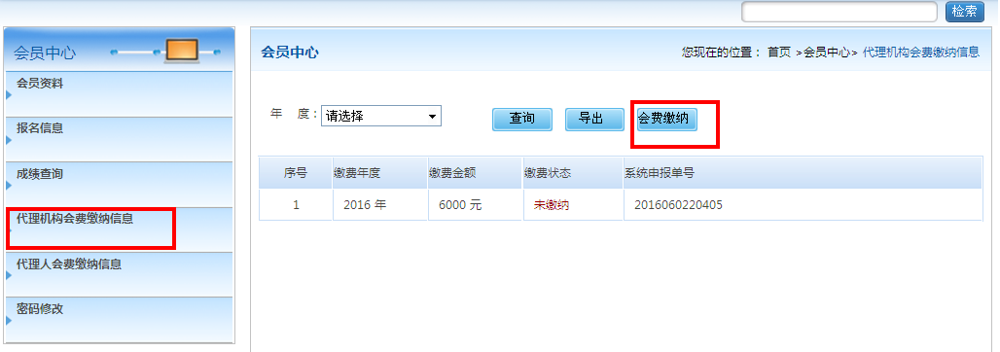 检索
会员中心
会员资料
报名信息
成绩查询
代理机构会费缴纳信息
代理人会费缴纳信息
密码修改
会员中心 您现在的位置： 首页 >会员中心> 代理机构会费缴纳信息
年 度： 请选择 查询 导出 会费缴纳
序号 缴费年度 缴费金额 缴费状态 系统申报单号
1 2016 年 6000 元 未缴纳 2016060220405